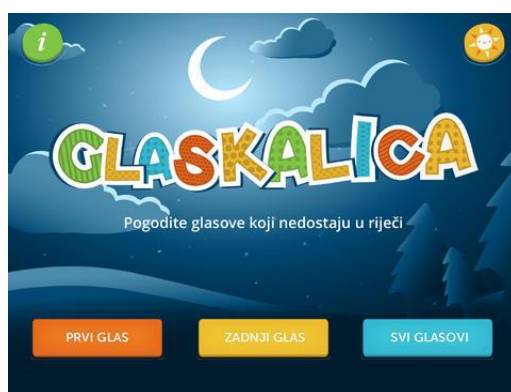 i
GLASKALICA
Pogodite glasove koji nedostaju u riječi
PRVI GLAS
ZADNJI GLAS
SVI GLASOVI